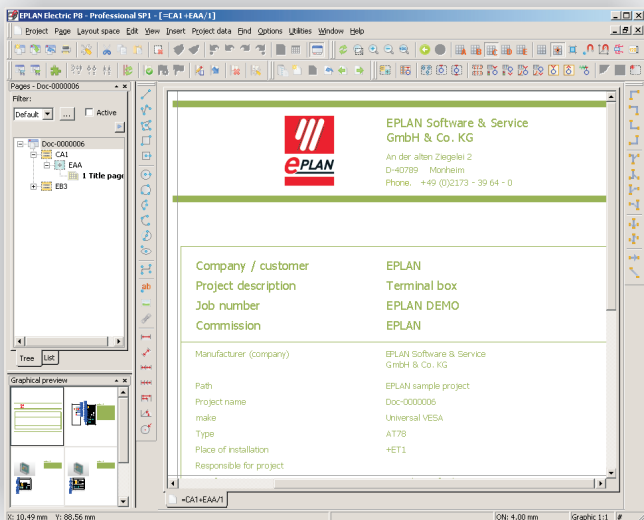 EPLAN Electric P8 - Professional SP1 - [=CA1 +EAA/1]
Project Page Layout space Edit View Insert Project data Find Options Utilities Window Help
Pages - Doc-0000006
Filter:
Default
...
Active
Doc-0000006
CA1
EAA
1 Title page
EB3
Tree
List
Graphical preview
ePLAN
EPLAN Software & Service
GmbH & Co. KG
An der alten Ziegelei 2
D-40789 Monheim
Phone. +49 (0)2173 - 39 64 - 0
Company / customer EPLAN
Project description Terminal box
Job number EPLAN DEMO
Commission EPLAN
Manufacturer (company) EPLAN Software & Service
GmbH & Co. KG
Path EPLAN sample project
Project name Doc-0000006
make Universal VESA
Type AT78
Place of installation +ET1
Responsible for project
=CA1+EAA/1
X: 10.49 mm Y: 88.56 mm
ON: 4.00 mm
Graphic 1:1 #